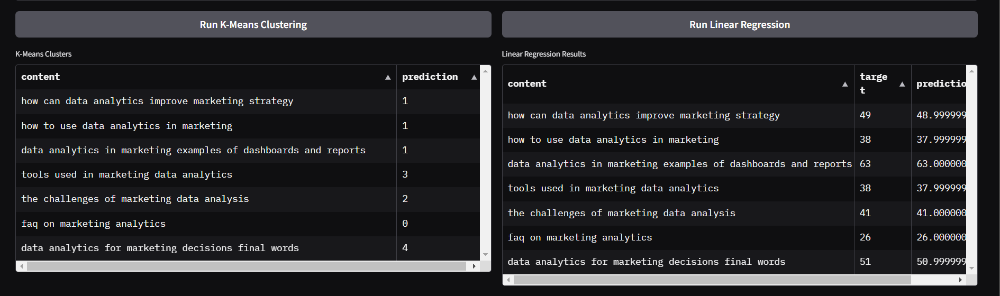 Run K-Means Clustering
Run Linear Regression
K-Means Clusters
content prediction
how can data analytics improve marketing strategy 1
how to use data analytics in marketing 1
data analytics in marketing examples of dashboards and reports 1
tools used in marketing data analytics 3
the challenges of marketing data analysis 2
faq on marketing analytics 0
data analytics for marketing decisions final words 4
Linear Regression Results
content targe
t predictio
how can data analytics improve marketing strategy 49 48.999999
how to use data analytics in marketing 38 37.999999
data analytics in marketing examples of dashboards and reports 63 63.000000
tools used in marketing data analytics 38 37.999999
the challenges of marketing data analysis 41 41.000000
faq on marketing analytics 26 26.000000
data analytics for marketing decisions final words 51 50.999999